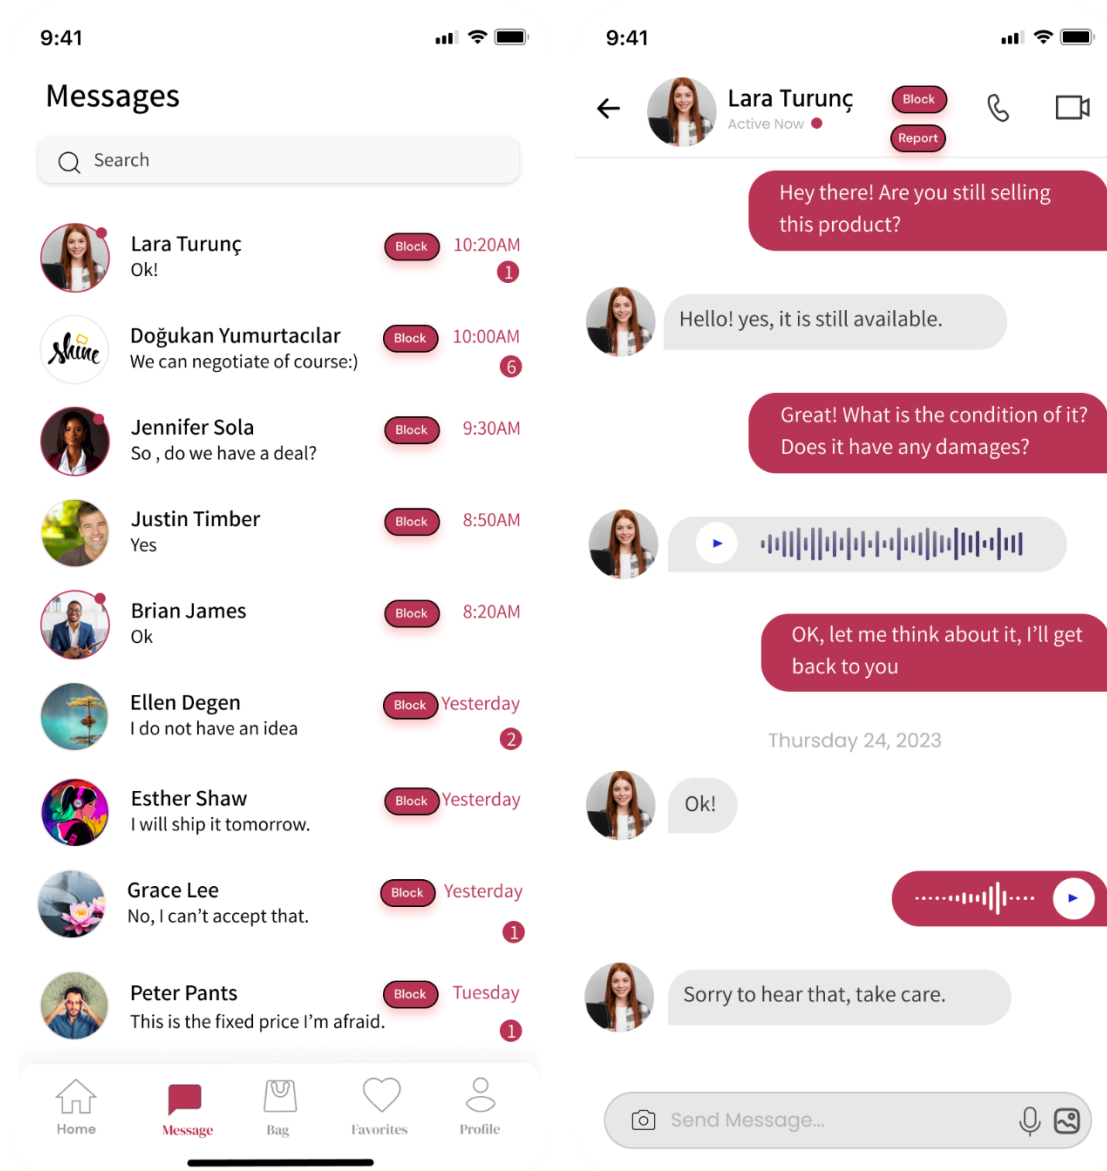 9:41
Messages
Search
Lara Turunç
Block
10:20AM
Ok!
1
shine
Doğukan Yumurtacılar
Block
10:00AM
We can negotiate of course:)
6
Jennifer Sola
Block
9:30AM
So , do we have a deal?
Justin Timber
Block
8:50AM
Yes
Brian James
Block
8:20AM
Ok
Ellen Degen
Block
Yesterday
I do not have an idea
2
Esther Shaw
Block
Yesterday
I will ship it tomorrow.
Grace Lee
Block
Yesterday
No, I can’t accept that.
1
Peter Pants
Block
Tuesday
This is the fixed price I’m afraid.
1
Home
Message
Bag
Favorites
Profile
9:41
Lara Turunç
Active Now
Block
Report
Hey there! Are you still selling
this product?
Hello! yes, it is still available.
Great! What is the condition of it?
Does it have any damages?
OK, let me think about it, I’ll get
back to you
Thursday 24, 2023
Ok!
Sorry to hear that, take care.
Send Message...